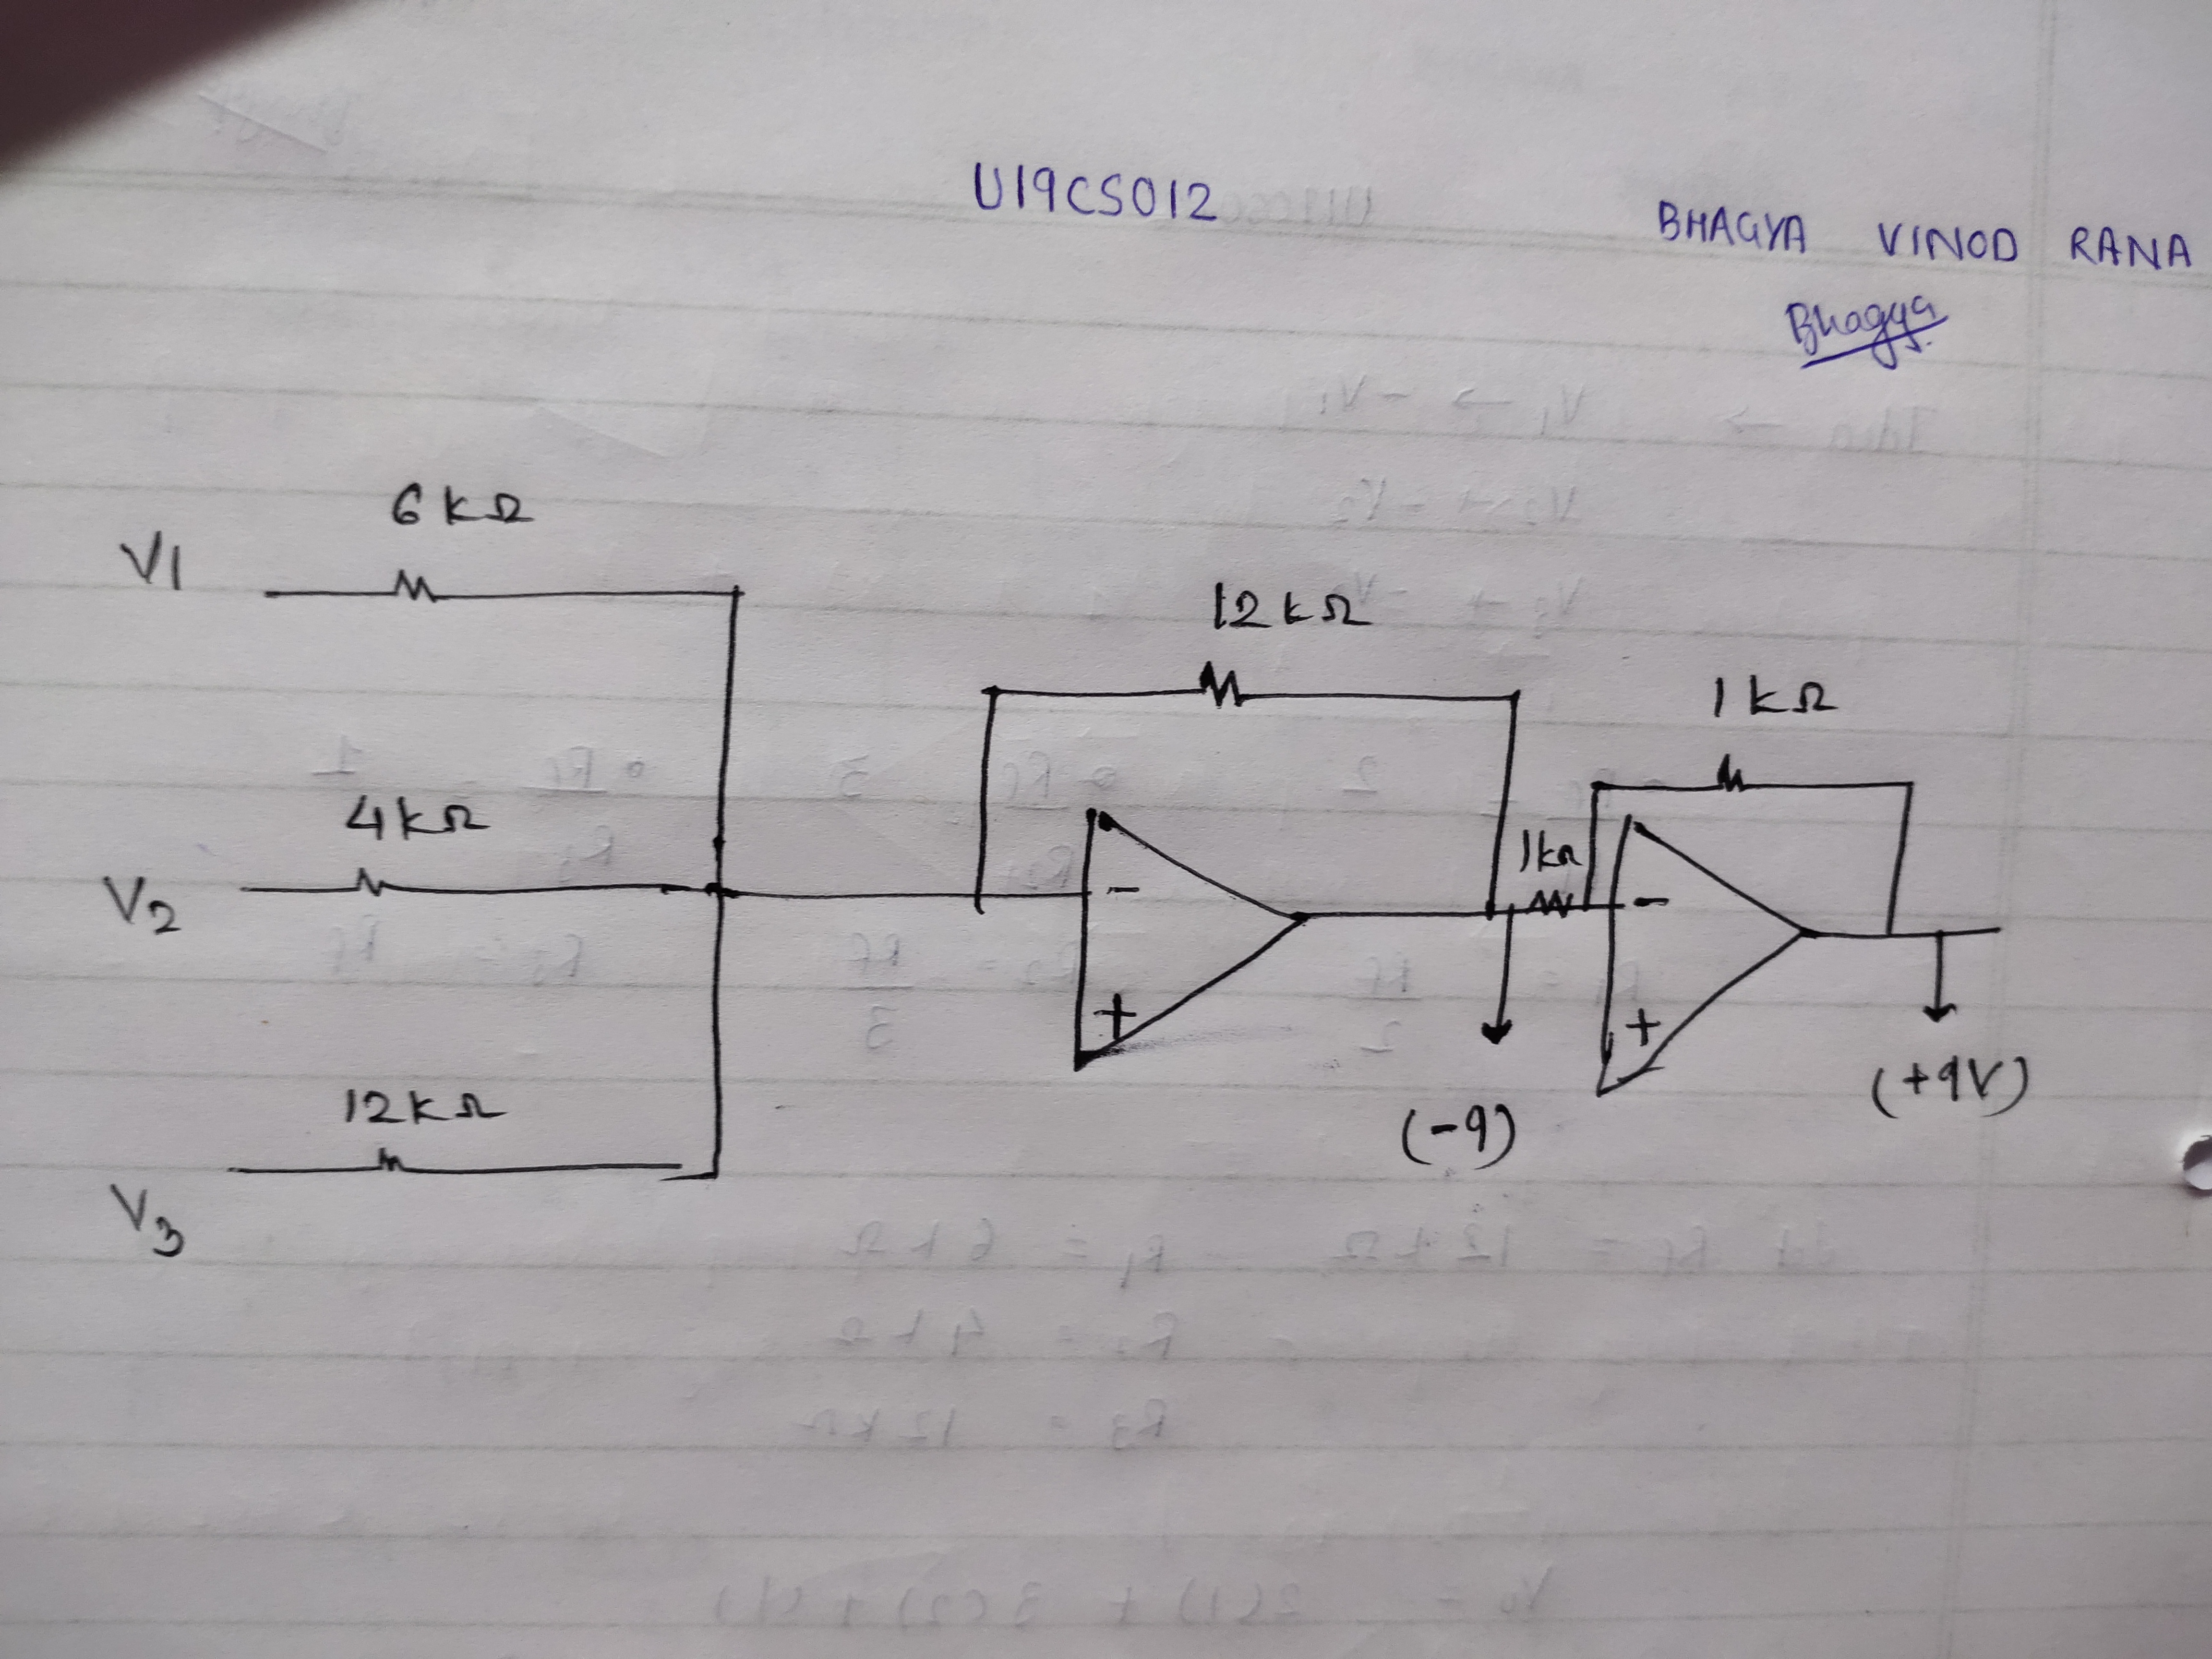 U19CS012
BHAGYA VINOD RANA
Bhagya
6 kΩ
V1
12 kΩ
1 kΩ
4 kΩ
1kΩ
V2
-
-
+
+
(+9V)
(-9)
12 kΩ
V3